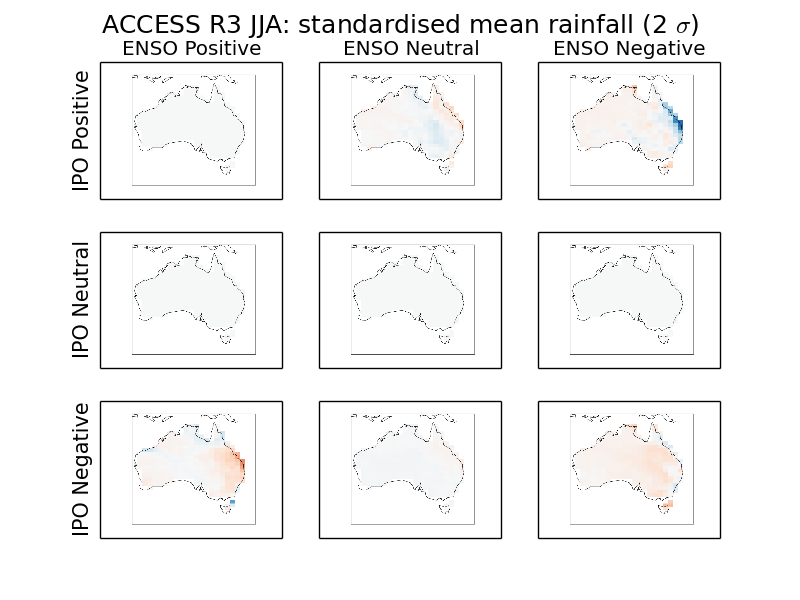 ACCESS R3 JJA: standardised mean rainfall (2 σ)
ENSO Positive ENSO Neutral ENSO Negative
IPO Positive
IPO Neutral
IPO Negative